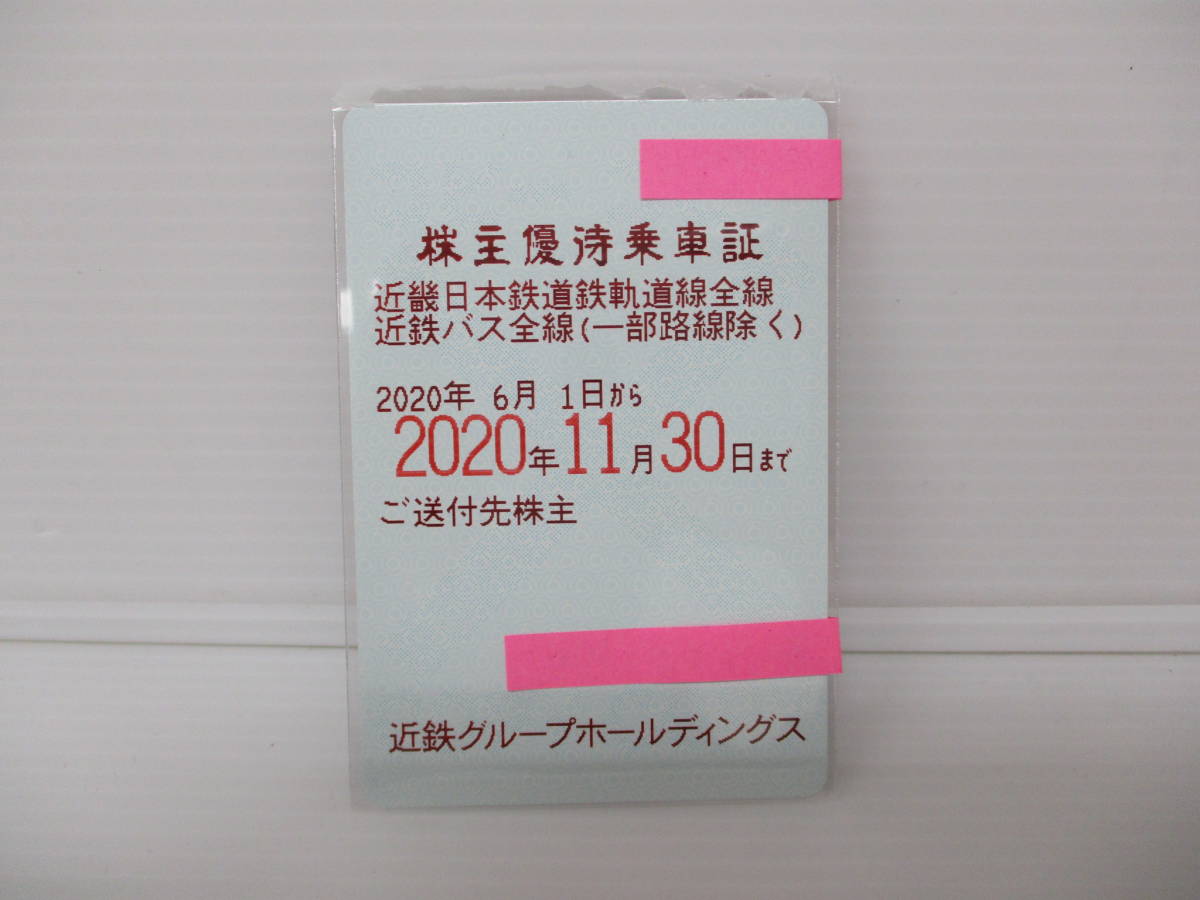 株主優待乗車証
近畿日本鉄道鉄軌道線全線
近鉄バス全線(一部路線除く)
2020年 6月 1日から
2020年11月30日まで
ご送付先株主
近鉄グループホールディングス